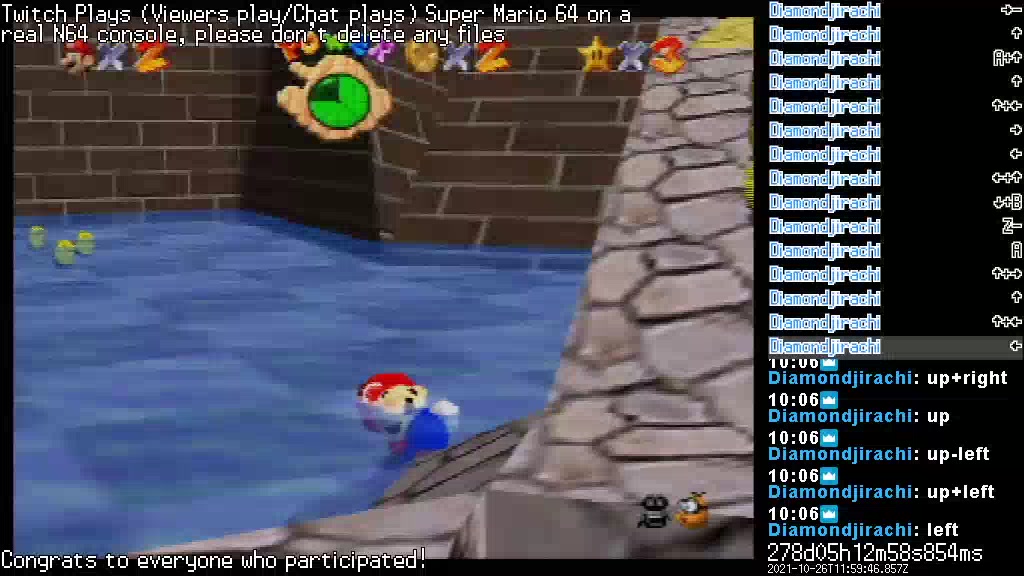 Twitch Plays (Viewers play/Chat plays) Super Mario 64 on a
real N64 console, please don't delete any files
X 2
X 2
X 3
Diamondjirachi ←
Diamondjirachi ↑
Diamondjirachi A+↑
Diamondjirachi ↑
Diamondjirachi ↑+←
Diamondjirachi →
Diamondjirachi ←
Diamondjirachi ←+↑
Diamondjirachi ↓+B
Diamondjirachi Z-
Diamondjirachi A
Diamondjirachi ↑+→
Diamondjirachi ↑
Diamondjirachi ↑+←
Diamondjirachi ←
10:06
Diamondjirachi: up+right
10:06
Diamondjirachi: up
10:06
Diamondjirachi: up-left
10:06
Diamondjirachi: up+left
10:06
Diamondjirachi: left
278d05h12m58s854ms
2021-10-26T11:59:46.857Z
Congrats to everyone who participated!